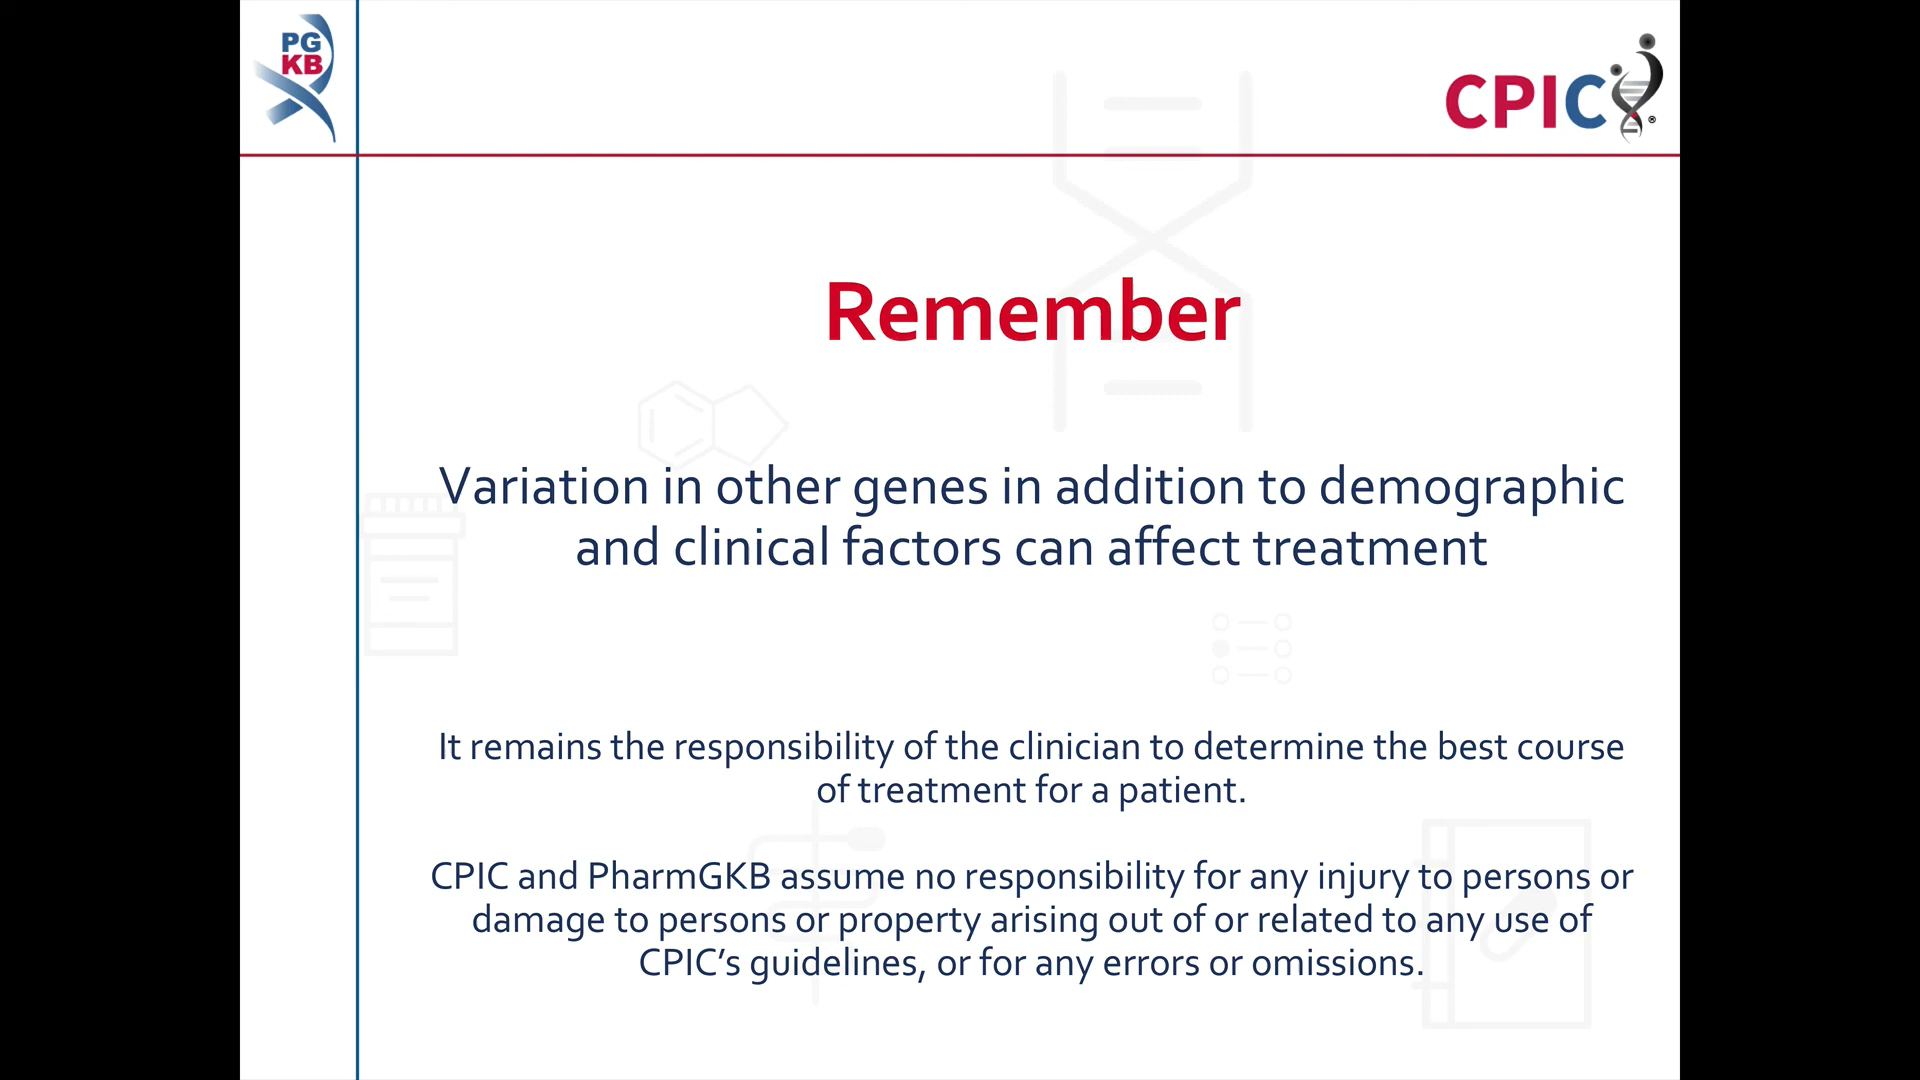 PG
KB
CPIC®
Remember
Variation in other genes in addition to demographic
and clinical factors can affect treatment
It remains the responsibility of the clinician to determine the best course
of treatment for a patient.
CPIC and PharmGKB assume no responsibility for any injury to persons or
damage to persons or property arising out of or related to any use of
CPIC’s guidelines, or for any errors or omissions.